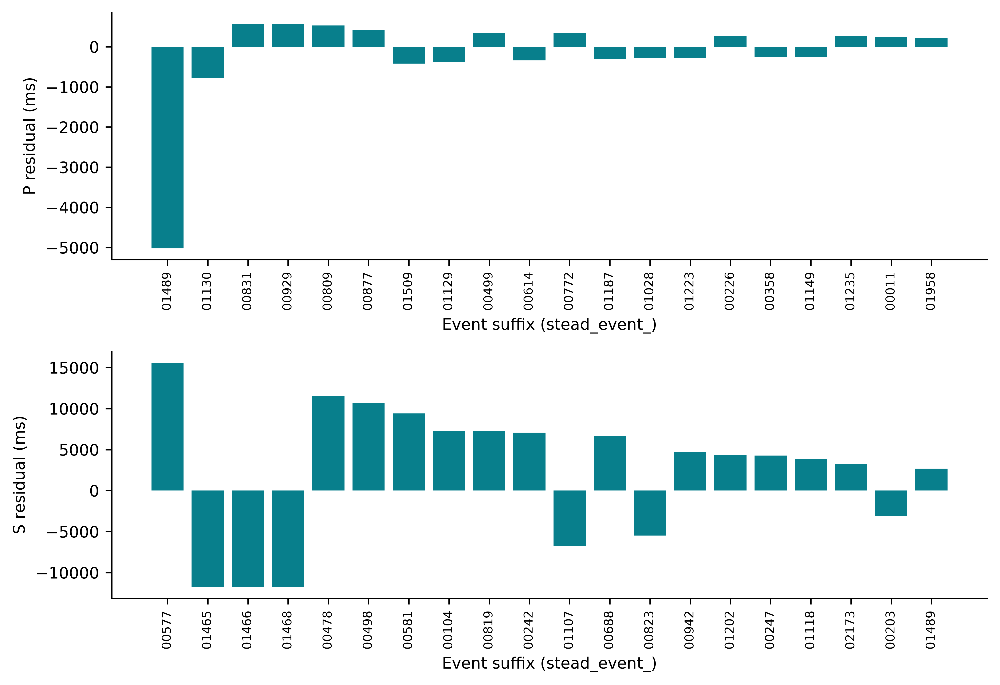 0
−1000
−2000
−3000
−4000
−5000
P residual (ms)
01489 01130 00831 00929 00809 00877 01509 01129 00499 00614 00772 01187 01028 01223 00226 00358 01149 01235 00011 01958
Event suffix (stead_event_)
15000
10000
5000
0
−5000
−10000
S residual (ms)
00577 01465 01466 01468 00478 00498 00581 00104 00819 00242 01107 00688 00823 00942 01202 00247 01118 02173 00203 01489
Event suffix (stead_event_)